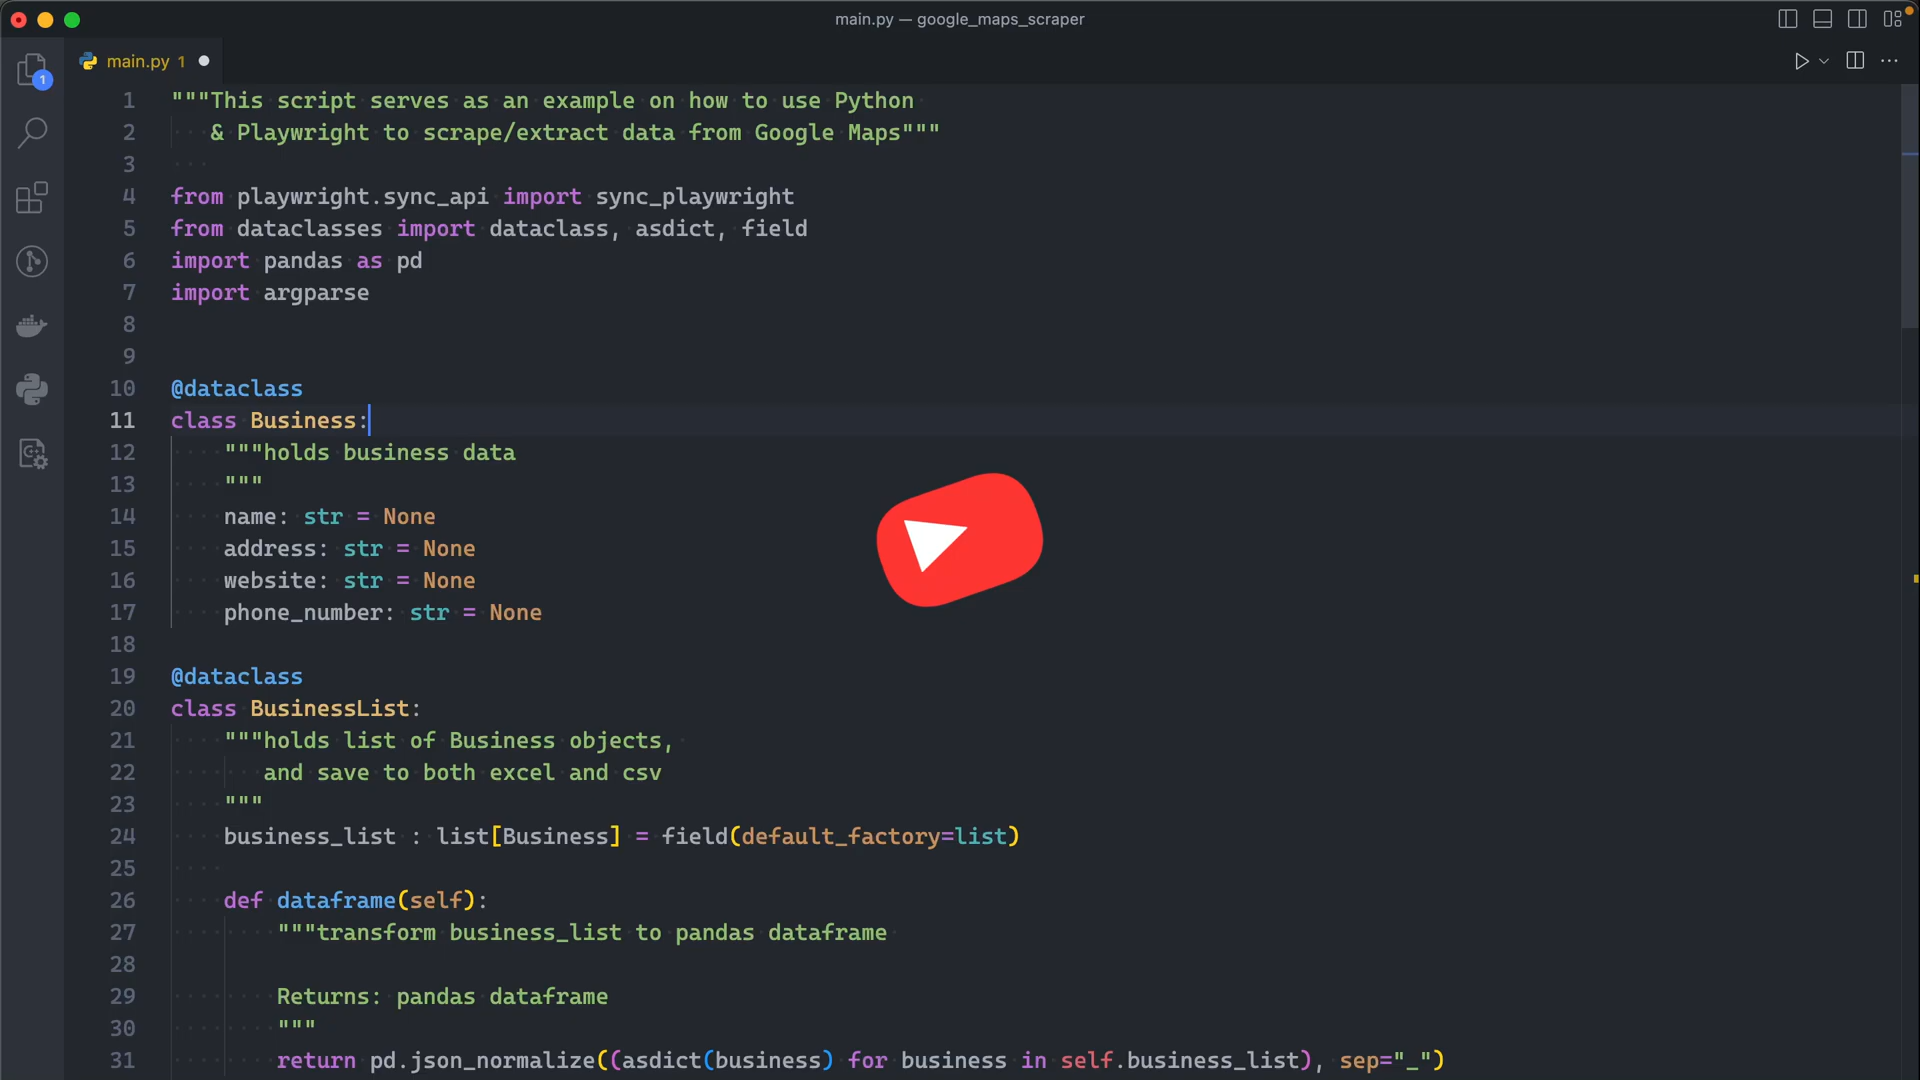 main.py — google_maps_scraper
main.py 1
1
1 """This script serves as an example on how to use Python
2 & Playwright to scrape/extract data from Google Maps"""
3
4 from playwright.sync_api import sync_playwright
5 from dataclasses import dataclass, asdict, field
6 import pandas as pd
7 import argparse
8
9
10 @dataclass
11 class Business:
12 """holds business data
13 """
14 name: str = None
15 address: str = None
16 website: str = None
17 phone_number: str = None
18
19 @dataclass
20 class BusinessList:
21 """holds list of Business objects,
22 and save to both excel and csv
23 """
24 business_list : list[Business] = field(default_factory=list)
25
26 def dataframe(self):
27 """transform business_list to pandas dataframe
28
29 Returns: pandas dataframe
30 """
31 return pd.json_normalize((asdict(business) for business in self.business_list), sep="_")